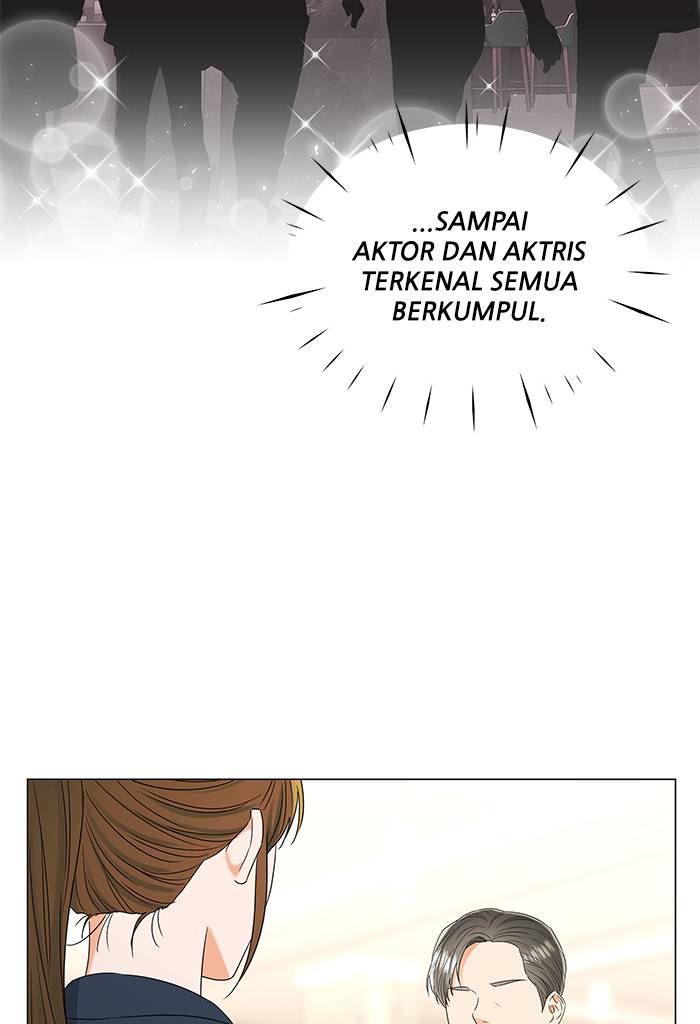 ...SAMPAI
AKTOR DAN AKTRIS
TERKENAL SEMUA
BERKUMPUL.